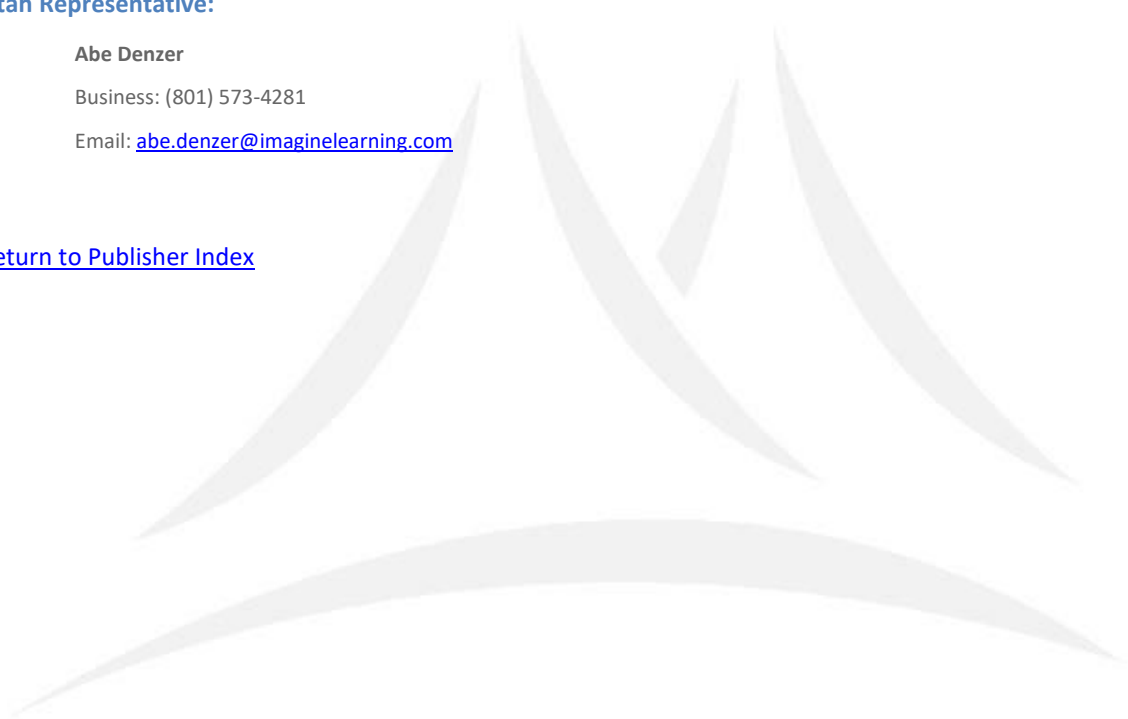 tah Representative:
Abe Denzer
Business: (801) 573-4281
Email: abe.denzer@imaginelearning.com
eturn to Publisher Index